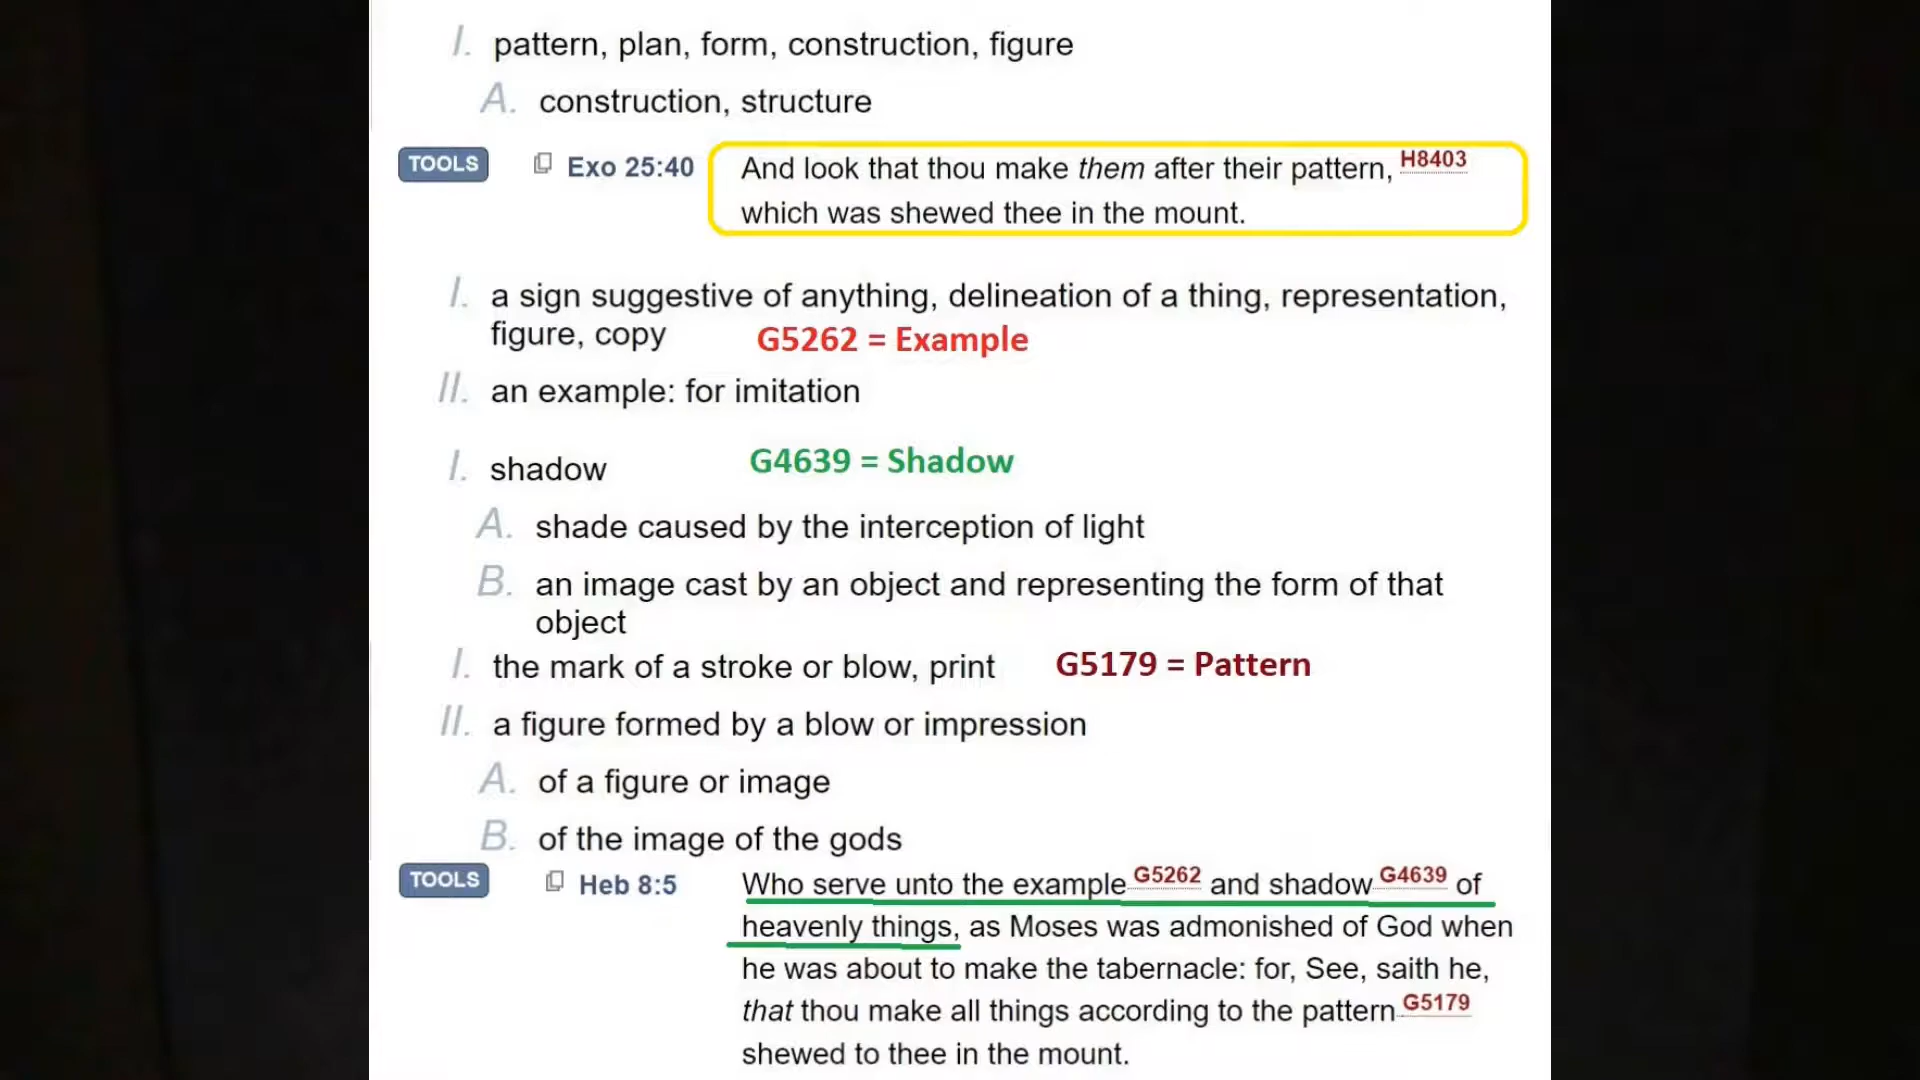 I. pattern, plan, form, construction, figure
A. construction, structure
TOOLS Exo 25:40 And look that thou make them after their pattern, H8403
which was shewed thee in the mount.
I. a sign suggestive of anything, delineation of a thing, representation,
figure, copy G5262 = Example
II. an example: for imitation
I. shadow G4639 = Shadow
A. shade caused by the interception of light
B. an image cast by an object and representing the form of that
object
I. the mark of a stroke or blow, print G5179 = Pattern
II. a figure formed by a blow or impression
A. of a figure or image
B. of the image of the gods
TOOLS Heb 8:5 Who serve unto the example G5262 and shadow G4639 of
heavenly things, as Moses was admonished of God when
he was about to make the tabernacle: for, See, saith he,
that thou make all things according to the pattern G5179
shewed to thee in the mount.